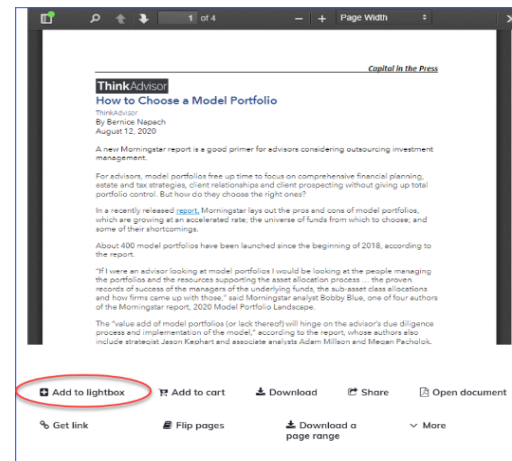 1 of 4
Page Width
Capital in the Press
ThinkAdvisor
How to Choose a Model Portfolio
ThinkAdvisor
By Bernice Napach
August 12, 2020
A new Morningstar report is a good primer for advisors considering outsourcing investment
management.
For advisors, model portfolios free up time to focus on comprehensive financial planning,
estate and tax strategies, client relationships and client prospecting without giving up total
portfolio control. But how do they choose the right ones?
In a recently released report, Morningstar lays out the pros and cons of model portfolios,
which are growing at an accelerated rate; the universe of funds from which to choose; and
some of their shortcomings.
About 400 model portfolios have been launched since the beginning of 2018, according to
the report.
"If I were an advisor looking at model portfolios I would be looking at the people managing
the portfolios and the resources supporting the asset allocation process ... the proven
records of success of the managers of the underlying funds, the sub-asset class allocations
and how firms came up with those," said Morningstar analyst Bobby Blue, one of four authors
of the Morningstar report, 2020 Model Portfolio Landscape.
The "value add of model portfolios (or lack thereof) will hinge on the advisor's due diligence
process and implementation of the model," according to the report, whose authors also
include strategist Jason Kephart and associate analysts Adam Millson and Megan Pacholok.
Add to lightbox
Add to cart
Download
Share
Open document
Get link
Flip pages
Download a
page range
More